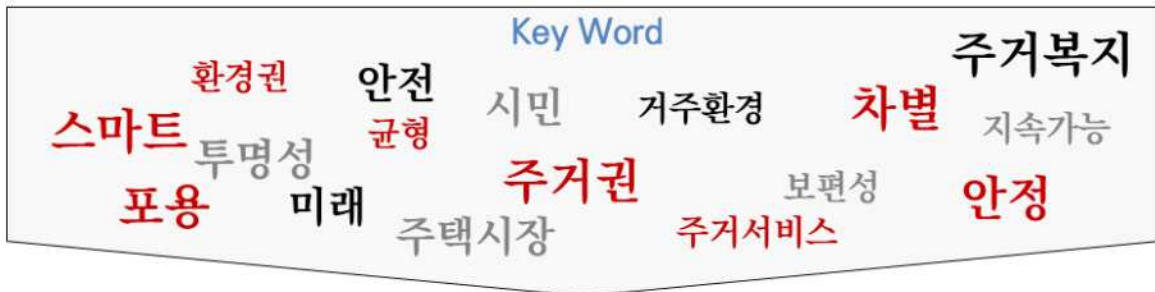 Key Word
주거복지
환경권 안전 시민 거주환경 차별 지속가능
스마트 투명성 균형
포용 미래 주거권 보편성 안정
주택시장 주거서비스